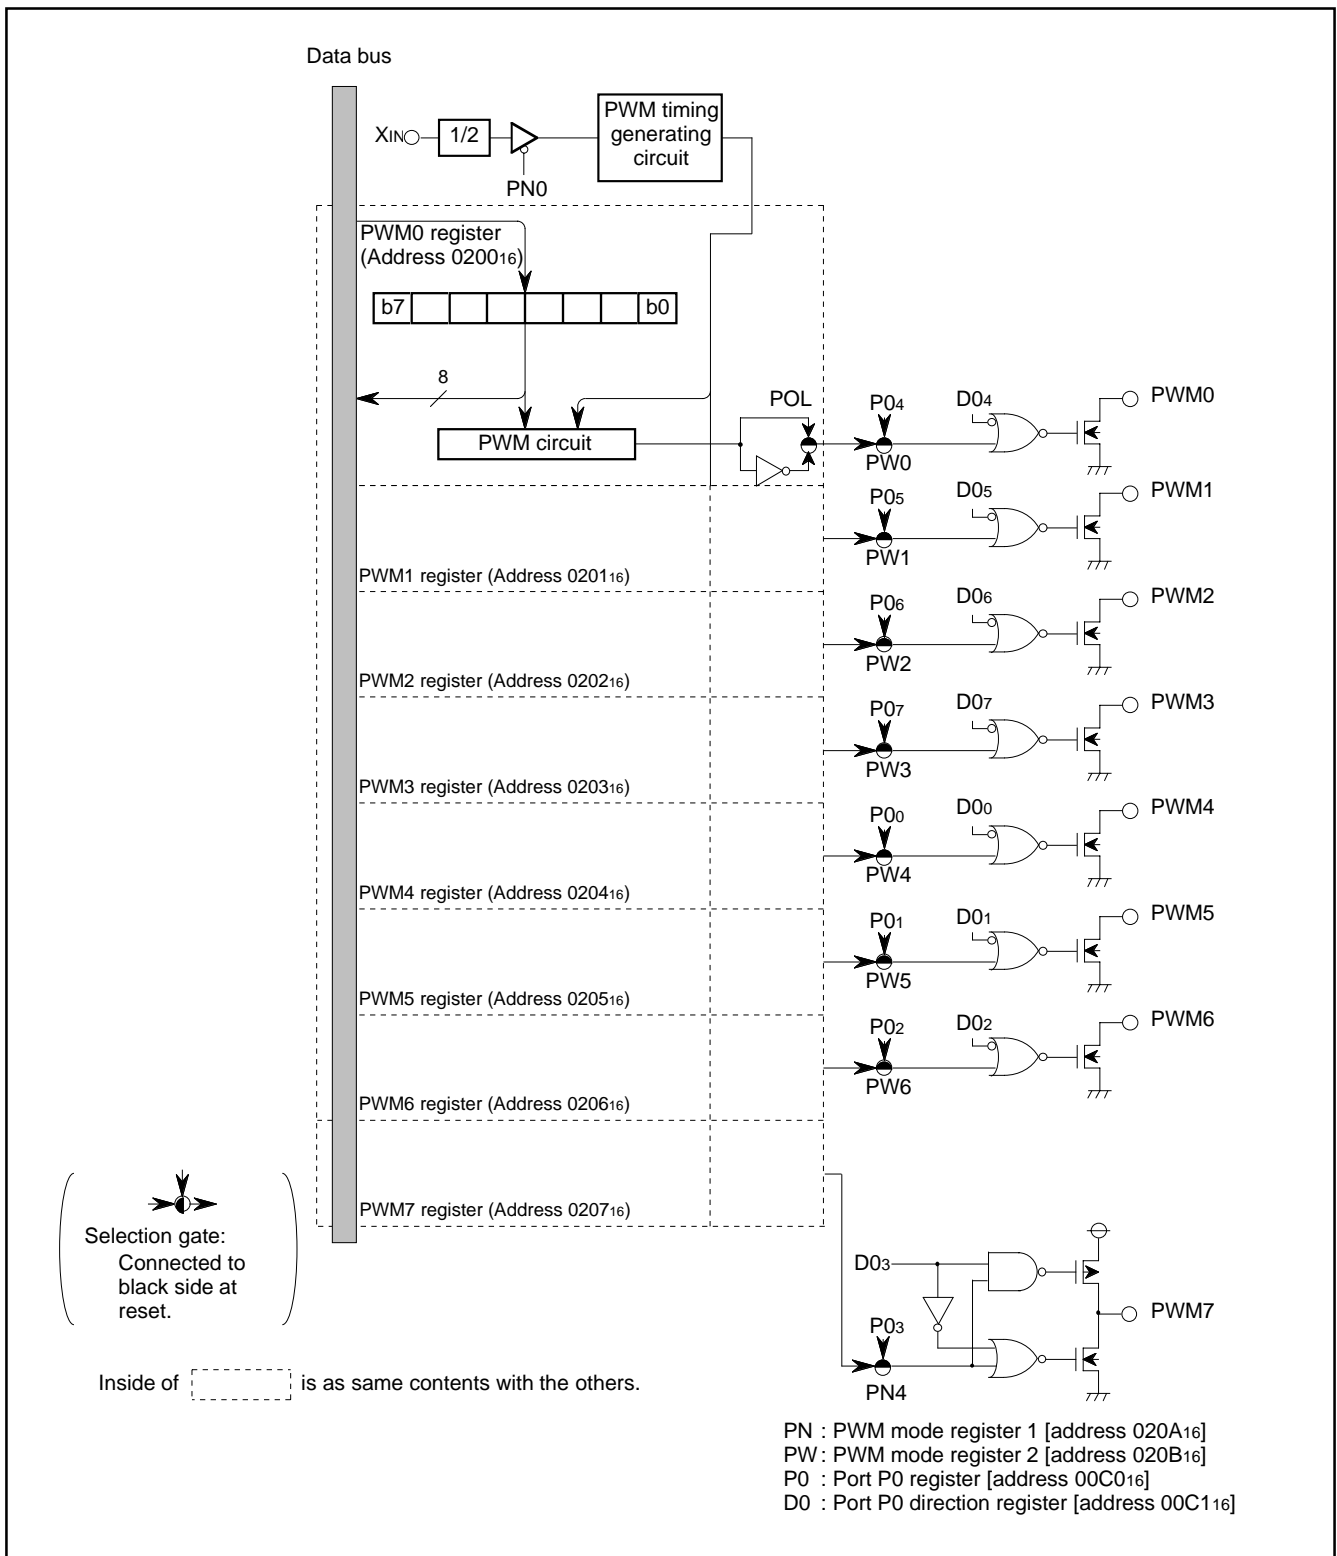 Data bus
XIN
1/2
PWM timing
generating
circuit
PN0
PWM0 register
(Address 020016)
b7
b0
8
PWM circuit
POL
P04
PW0
D04
PWM0
P05
PW1
D05
PWM1
PWM1 register (Address 020116)
P06
PW2
D06
PWM2
PWM2 register (Address 020216)
P07
PW3
D07
PWM3
PWM3 register (Address 020316)
P00
PW4
D00
PWM4
PWM4 register (Address 020416)
P01
PW5
D01
PWM5
PWM5 register (Address 020516)
P02
PW6
D02
PWM6
PWM6 register (Address 020616)
PWM7 register (Address 020716)
Selection gate:
Connected to
black side at
reset.
D03
P03
PN4
PWM7
Inside of is as same contents with the others.
PN : PWM mode register 1 [address 020A16]
PW : PWM mode register 2 [address 020B16]
P0 : Port P0 register [address 00C016]
D0 : Port P0 direction register [address 00C116]